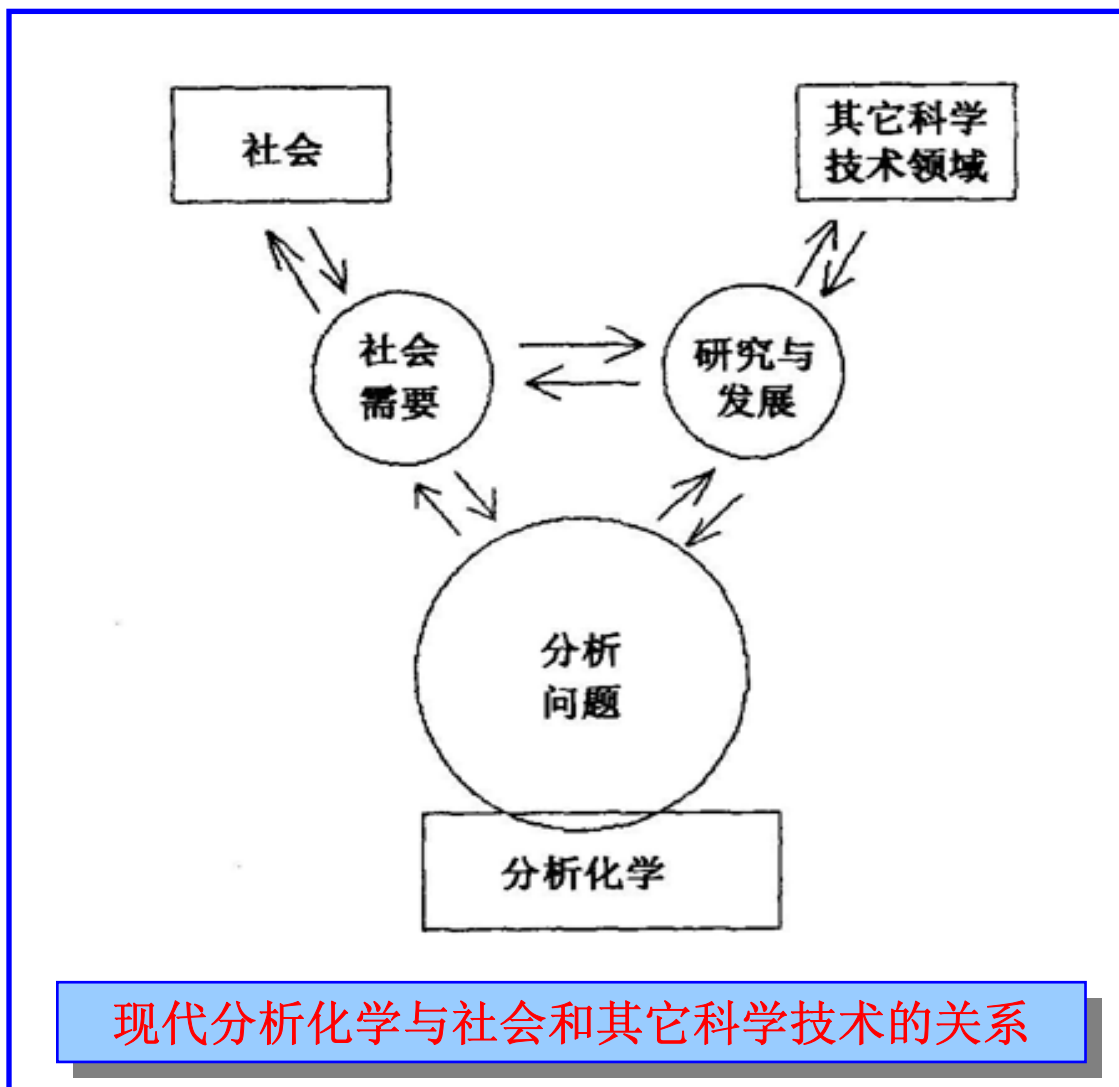 社会
其它科学
技术领域
社会
需要
研究与
发展
分析
问题
分析化学
现代分析化学与社会和其它科学技术的关系